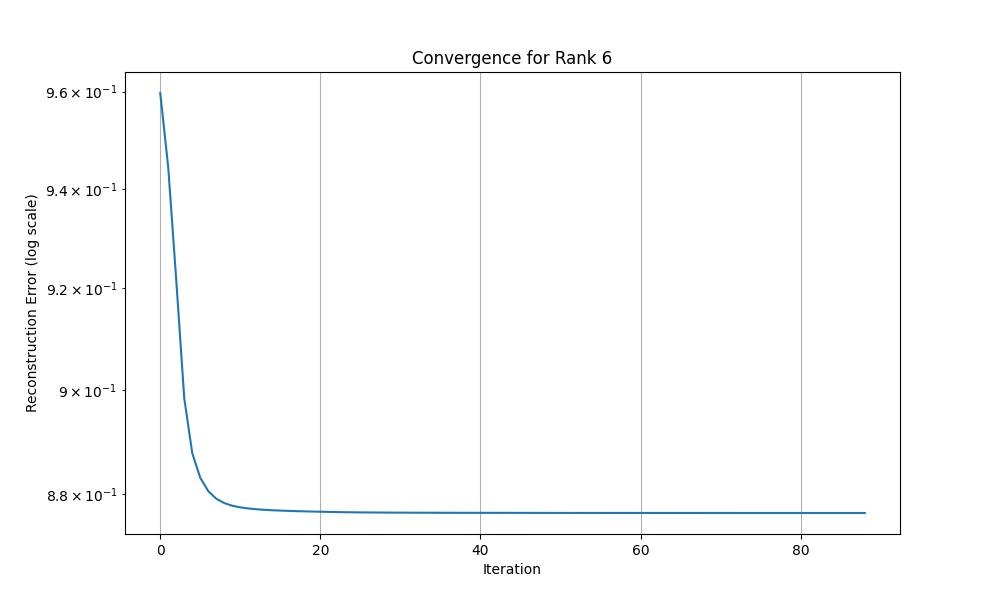 Convergence for Rank 6
Reconstruction Error (log scale)
9.6 × 10⁻¹
9.4 × 10⁻¹
9.2 × 10⁻¹
9 × 10⁻¹
8.8 × 10⁻¹
0 20 40 60 80
Iteration